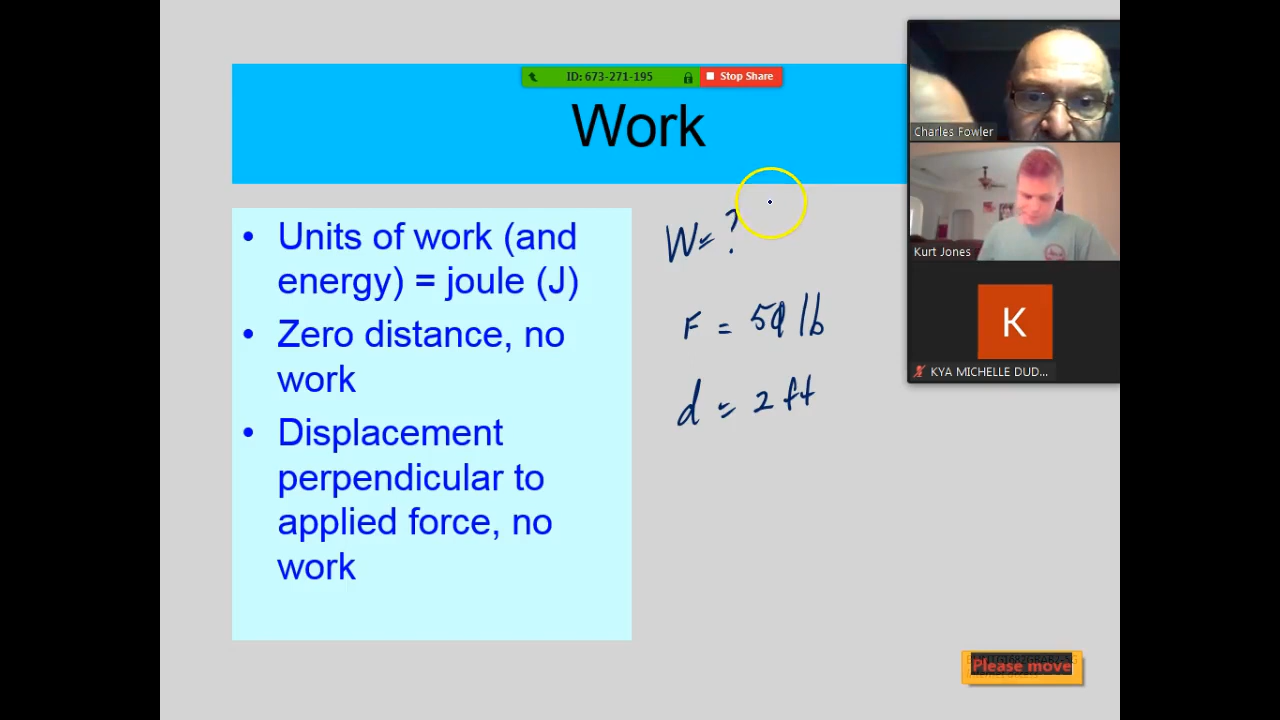 ID: 673-271-195
Stop Share
Work
• Units of work (and
energy) = joule (J)
• Zero distance, no
work
• Displacement
perpendicular to
applied force, no
work
W = ?
F = 50 lb
d = 2 ft
Charles Fowler
Kurt Jones
K
KYA MICHELLE DUD...
Please move